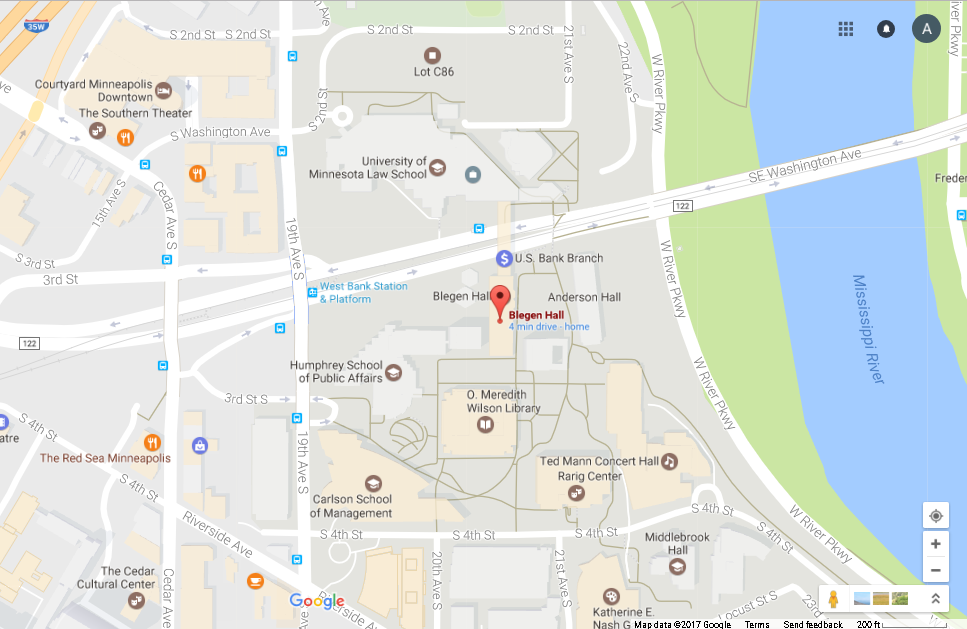 35W
S 2nd St
S 2nd St
S 2nd St
S 2nd St
21st Ave S
22nd Ave S
W River Pkwy
A
Lot C86
Courtyard Minneapolis
Downtown
The Southern Theater
S Washington Ave
University of
Minnesota Law School
SE Washington Ave
122
15th Ave S
Cedar Ave S
19th Ave S
S 3rd St
3rd St
U.S. Bank Branch
West Bank Station
& Platform
Blegen Hall
Anderson Hall
Blegen Hall
4 min drive - home
W River Pkwy
Mississippi River
122
Humphrey School
of Public Affairs
W River Pkwy
3rd St S
O. Meredith
Wilson Library
S 4th St
The Red Sea Minneapolis
19th Ave S
Ted Mann Concert Hall
Rarig Center
Carlson School
of Management
S 4th St
Riverside Ave
S 4th St
S 4th St
S 4th St
S 4th St
S 4th St
W River Pkwy
Middlebrook
Hall
20th Ave S
21st Ave S
The Cedar
Cultural Center
Cedar Ave
Google
Riverside Ave
Katherine E.
Nash G
Locust St S
Map data ©2017 Google Terms Send feedback 200 ft